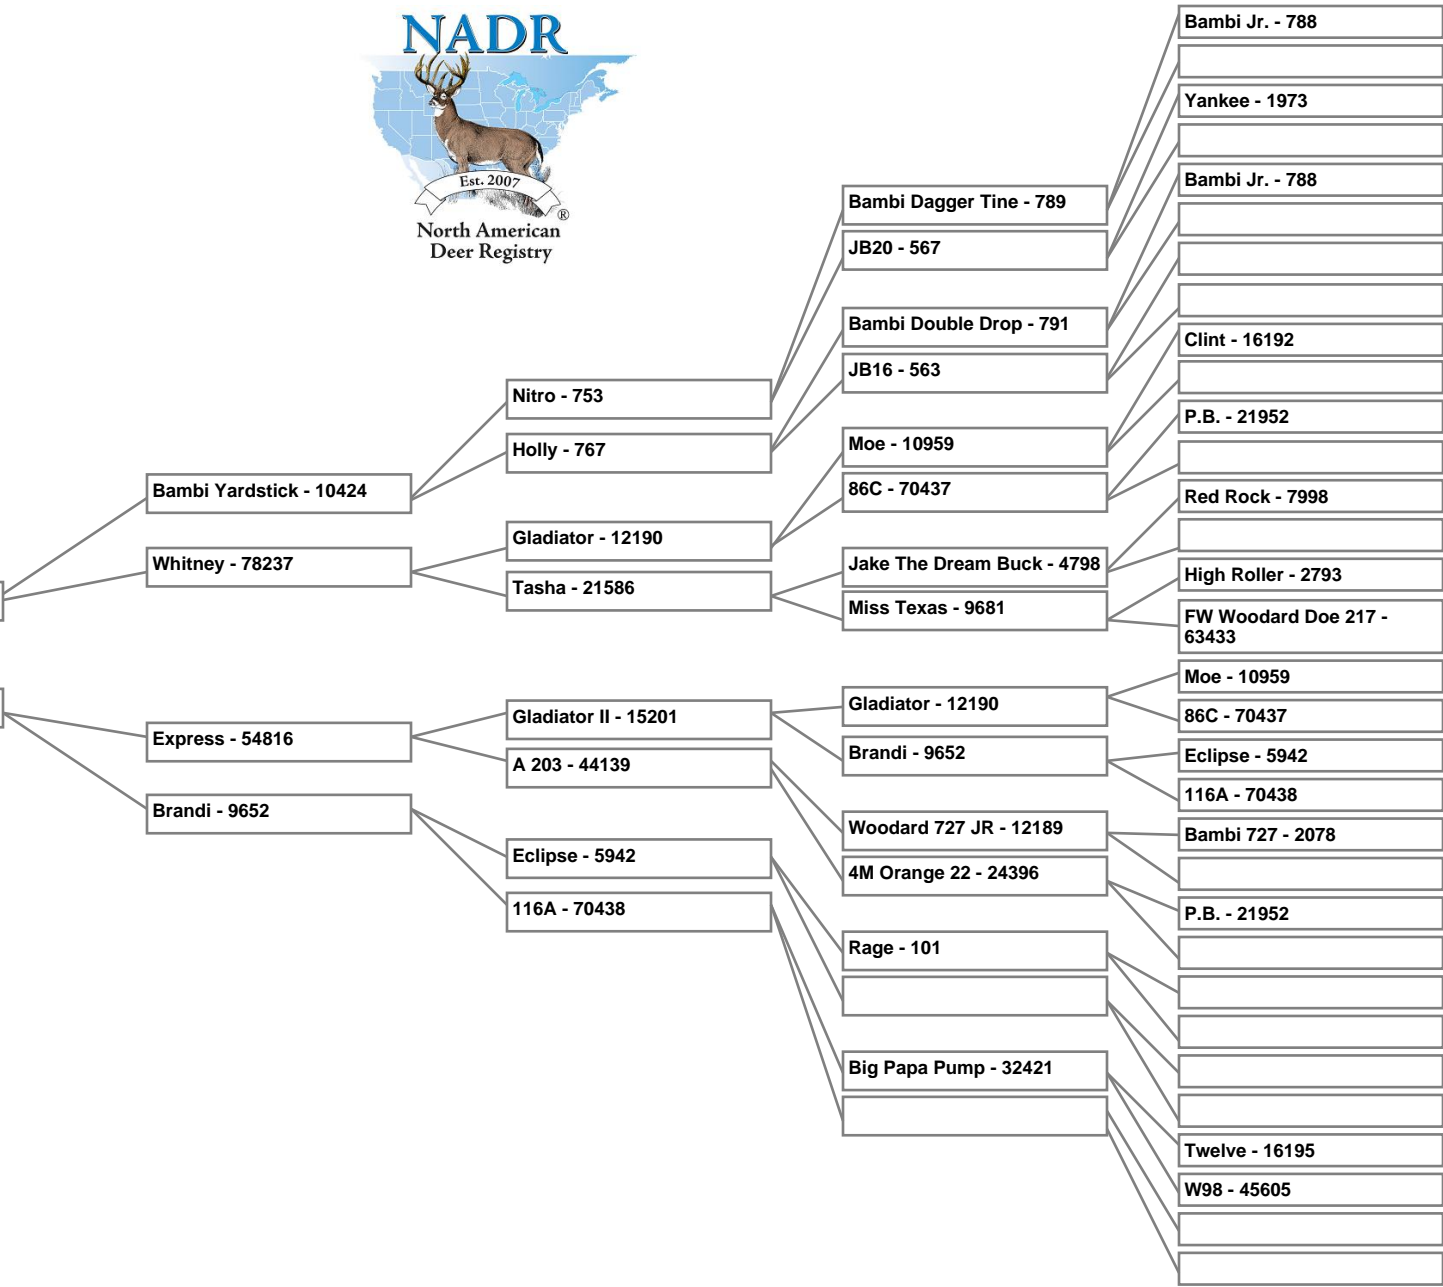 NADR
Est. 2007
®
North American
Deer Registry
Bambi Yardstick - 10424
Whitney - 78237
Express - 54816
Brandi - 9652
Nitro - 753
Holly - 767
Gladiator - 12190
Tasha - 21586
Gladiator II - 15201
A 203 - 44139
Eclipse - 5942
116A - 70438
Bambi Dagger Tine - 789
JB20 - 567
Bambi Double Drop - 791
JB16 - 563
Moe - 10959
86C - 70437
Jake The Dream Buck - 4798
Miss Texas - 9681
Gladiator - 12190
Brandi - 9652
Woodard 727 JR - 12189
4M Orange 22 - 24396
Rage - 101
Big Papa Pump - 32421
Bambi Jr. - 788
Yankee - 1973
Bambi Jr. - 788
Clint - 16192
P.B. - 21952
Red Rock - 7998
High Roller - 2793
FW Woodard Doe 217 -
63433
Moe - 10959
86C - 70437
Eclipse - 5942
116A - 70438
Bambi 727 - 2078
P.B. - 21952
Twelve - 16195
W98 - 45605